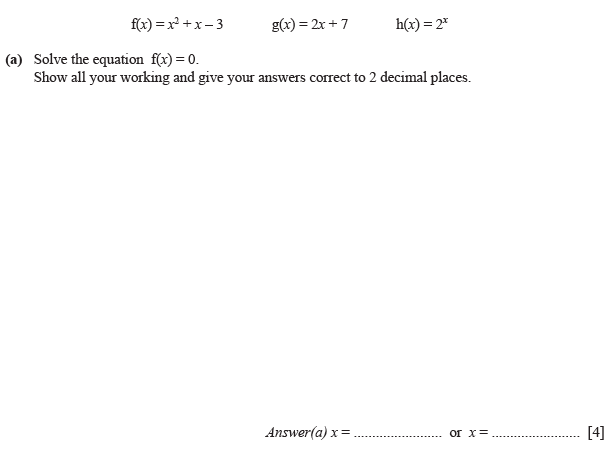 f(x) = x² + x – 3 g(x) = 2x + 7 h(x) = 2ˣ
(a) Solve the equation f(x) = 0.
Show all your working and give your answers correct to 2 decimal places.
Answer(a) x = ........................ or x = ........................ [4]